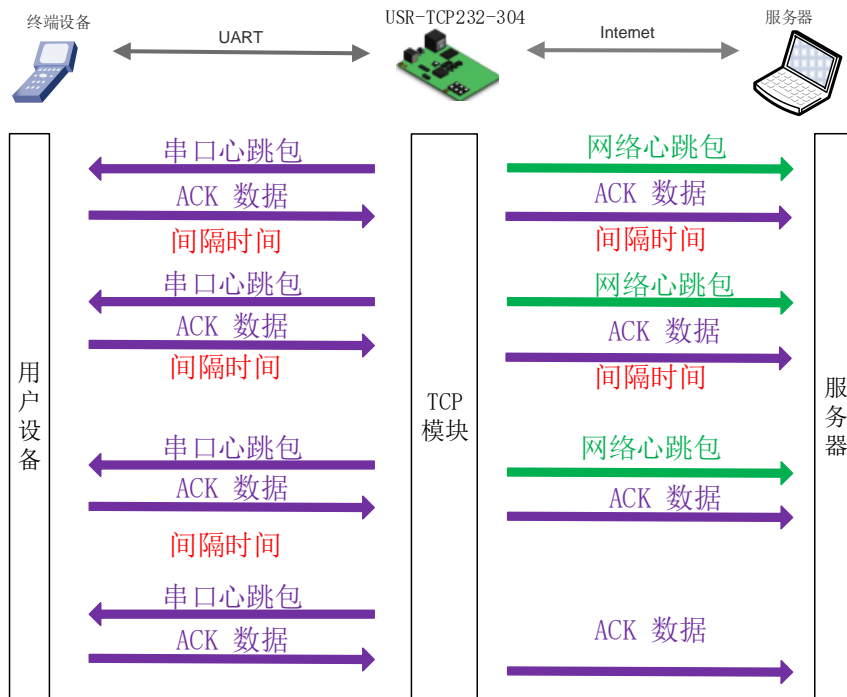 终端设备
UART
USR-TCP232-304
Internet
服务器
串口心跳包
网络心跳包
ACK 数据
ACK 数据
间隔时间
间隔时间
串口心跳包
网络心跳包
ACK 数据
ACK 数据
间隔时间
间隔时间
用户设备
TCP
模块
服务器
串口心跳包
网络心跳包
ACK 数据
ACK 数据
间隔时间
串口心跳包
ACK 数据
ACK 数据